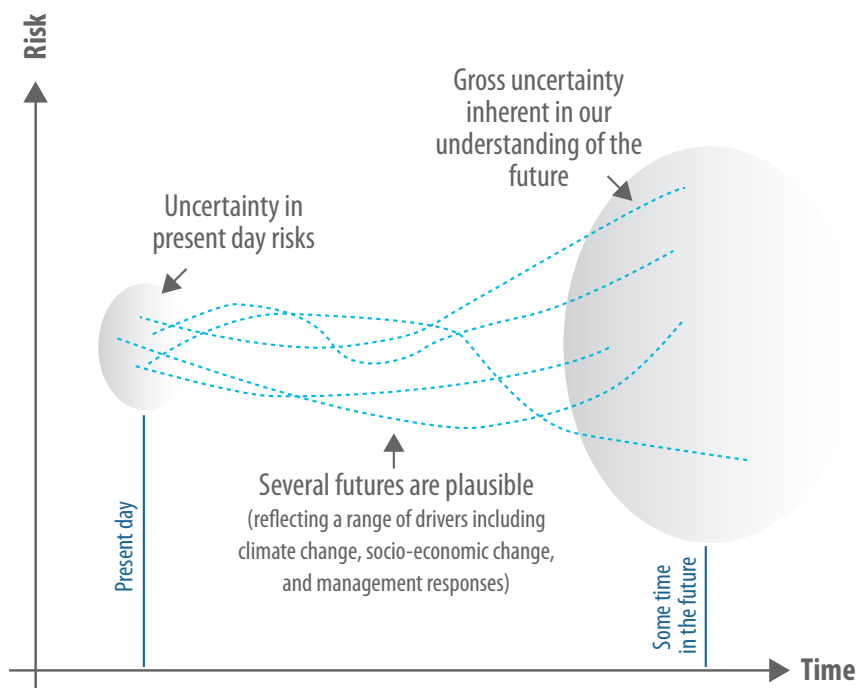 Risk
Gross uncertainty
inherent in our
understanding of the
future
Uncertainty in
present day risks
Several futures are plausible
(reflecting a range of drivers including
climate change, socio-economic change,
and management responses)
Present day
Some time
in the future
Time